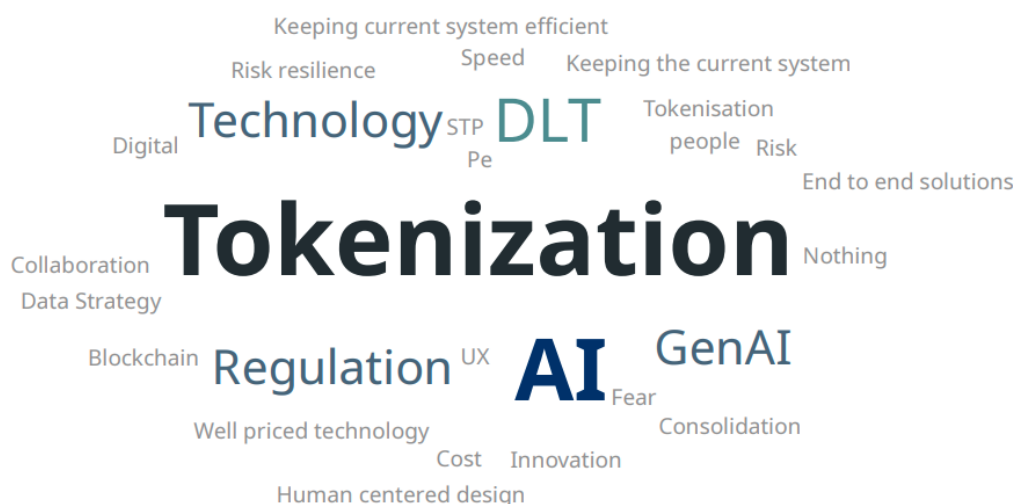 Keeping current system efficient
Speed
Keeping the current system
Risk resilience
Technology
STP
DLT
Tokenisation
Digital
people
Risk
Pe
End to end solutions
Tokenization
Nothing
Collaboration
Data Strategy
Blockchain
Regulation
UX
AI
GenAI
Fear
Well priced technology
Consolidation
Cost
Innovation
Human centered design